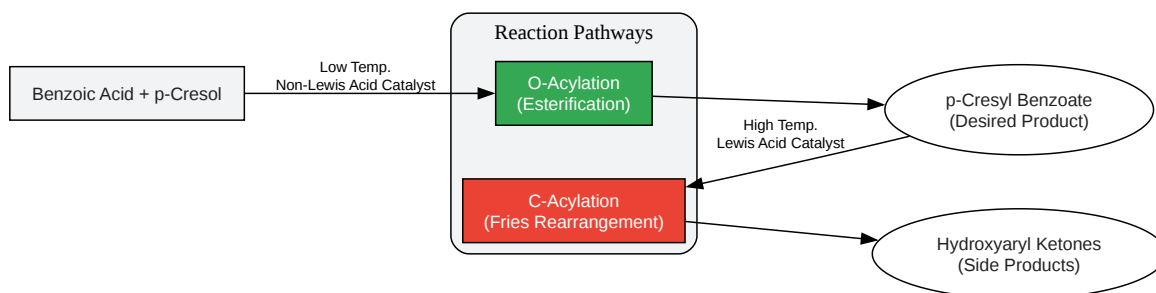 Reaction Pathways
Benzoic Acid + p-Cresol
Low Temp.
Non-Lewis Acid Catalyst
O-Acylation
(Esterification)
p-Cresyl Benzoate
(Desired Product)
High Temp.
Lewis Acid Catalyst
C-Acylation
(Fries Rearrangement)
Hydroxyaryl Ketones
(Side Products)